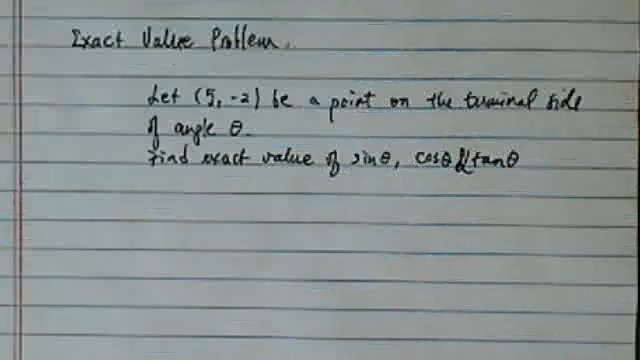 Exact Value Problem.
Let (5, -2) be a point on the terminal side
of angle θ.
Find exact value of sinθ, cosθ & tanθ